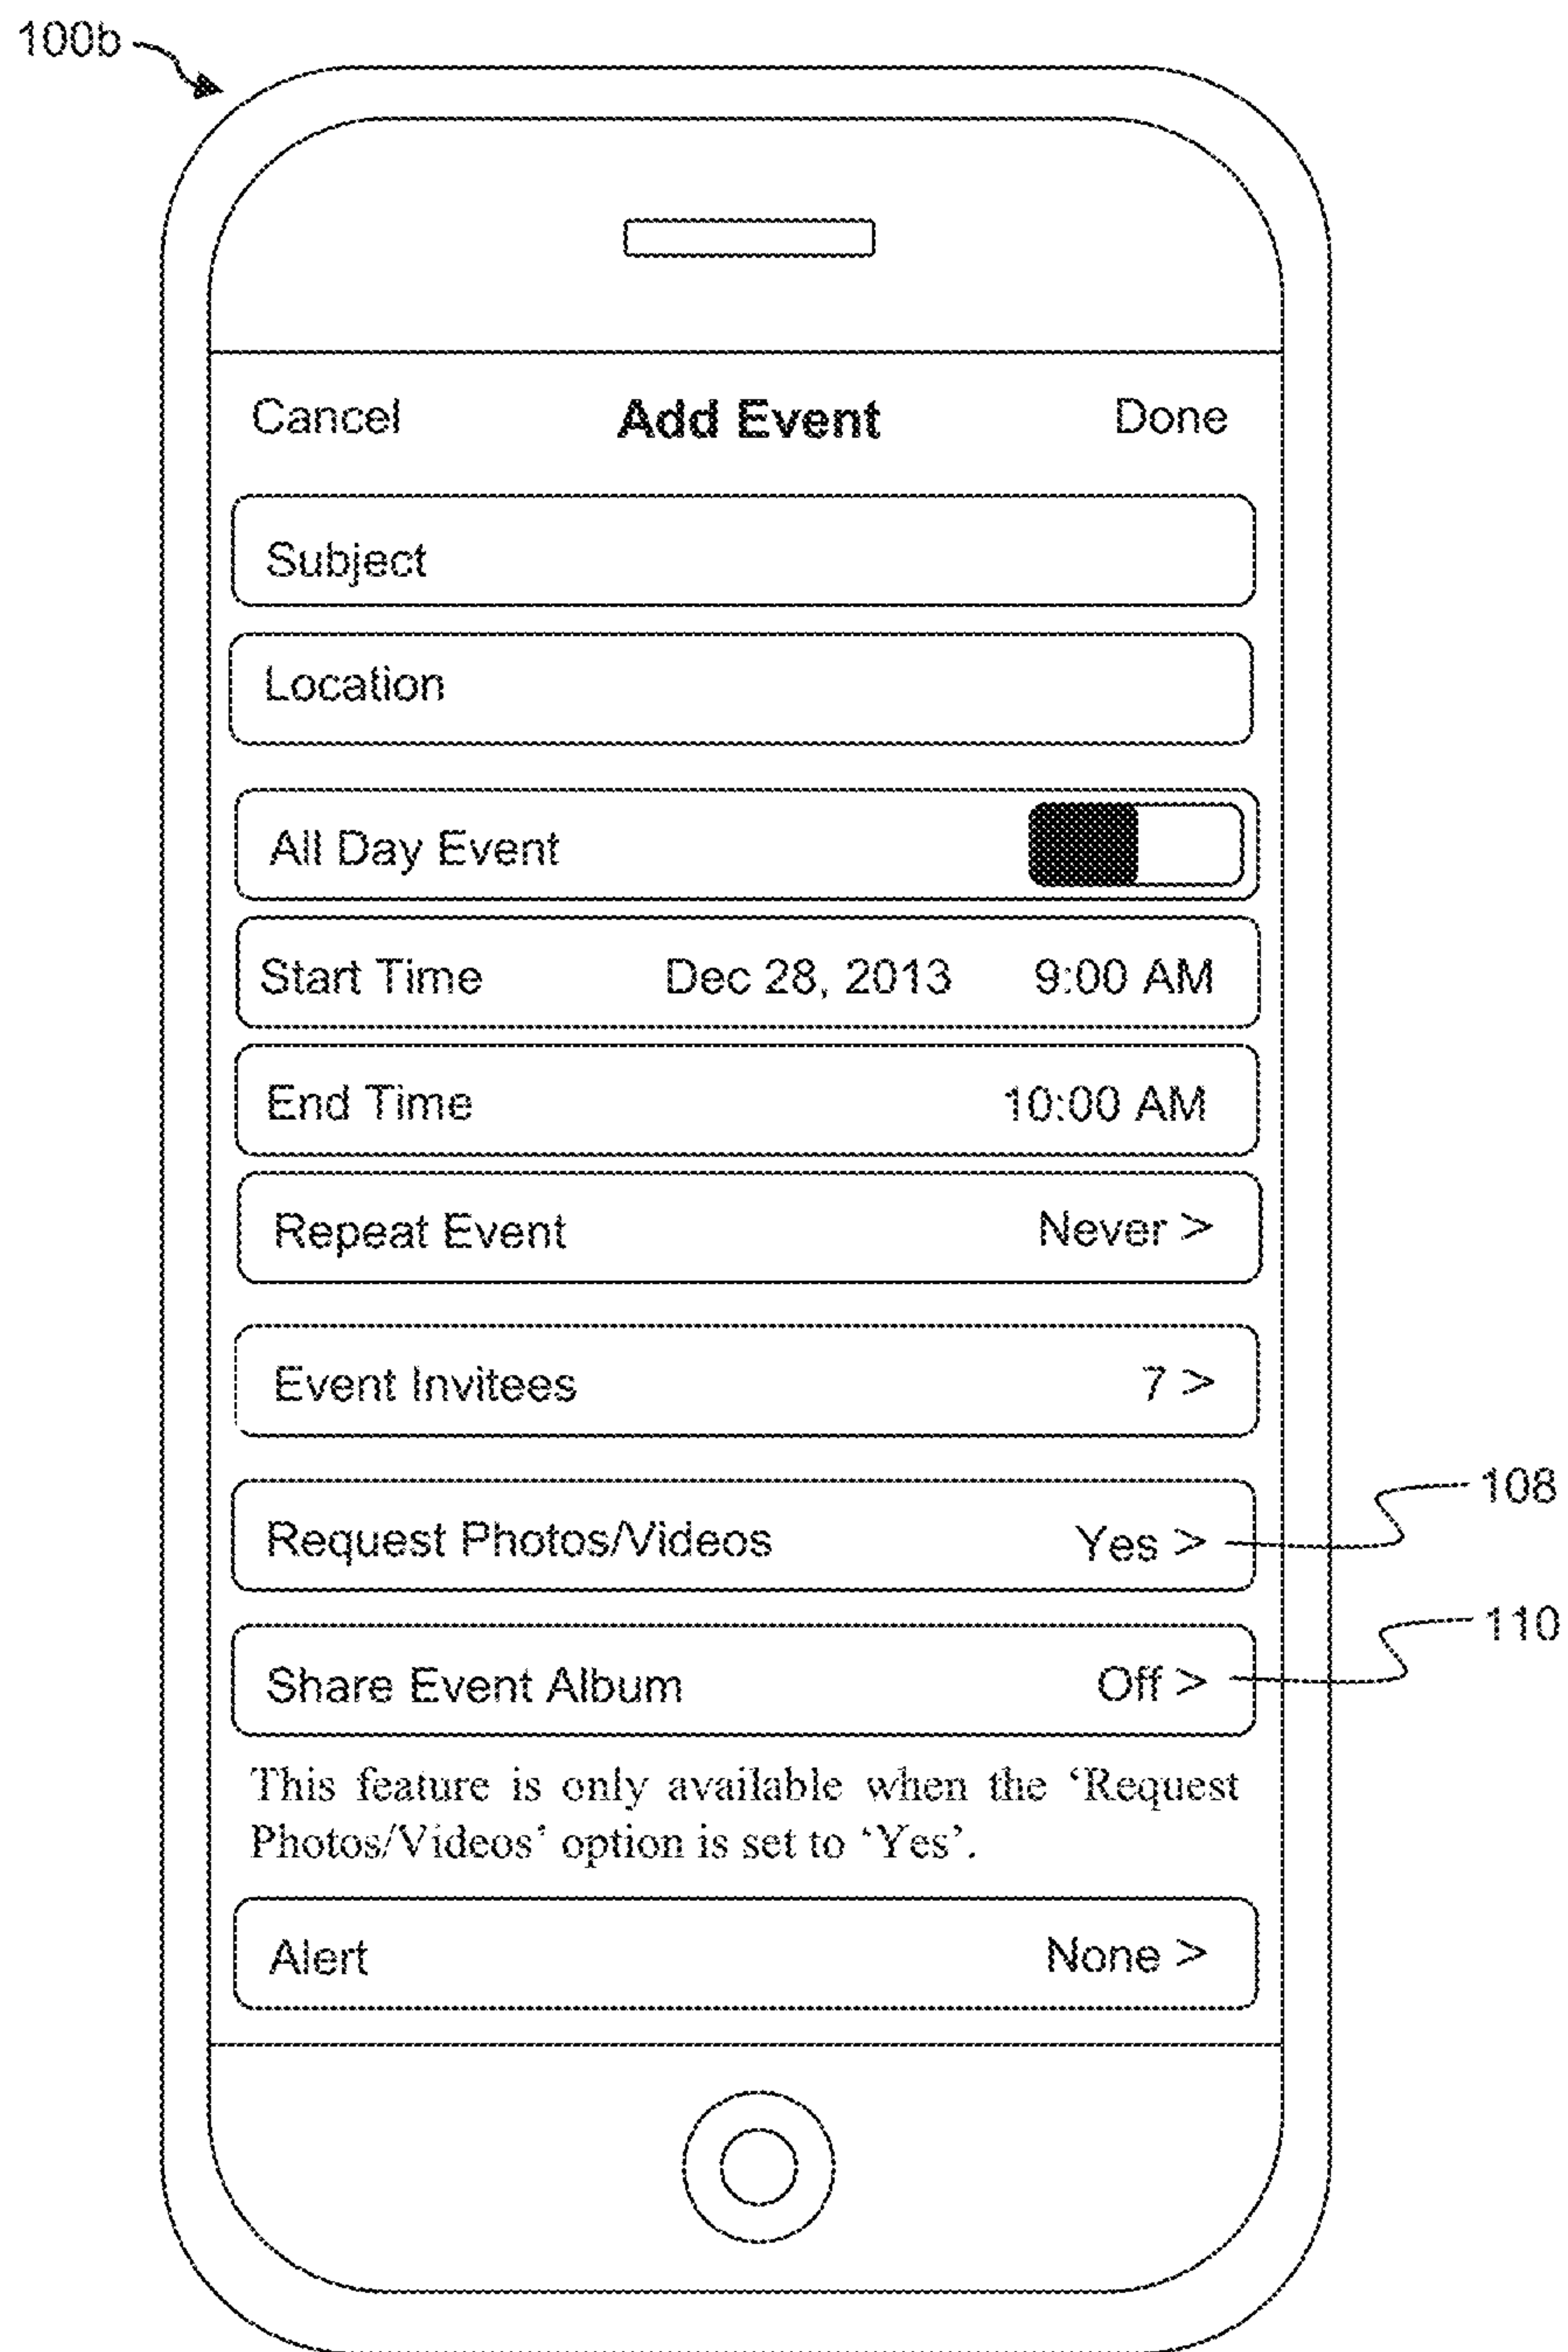 100b
Cancel Add Event Done
Subject
Location
All Day Event
Start Time Dec 28, 2013 9:00 AM
End Time 10:00 AM
Repeat Event Never >
Event Invitees 7 >
108
Request Photos/Videos Yes >
110
Share Event Album Off >
This feature is only available when the ‘Request
Photos/Videos’ option is set to ‘Yes’.
Alert None >